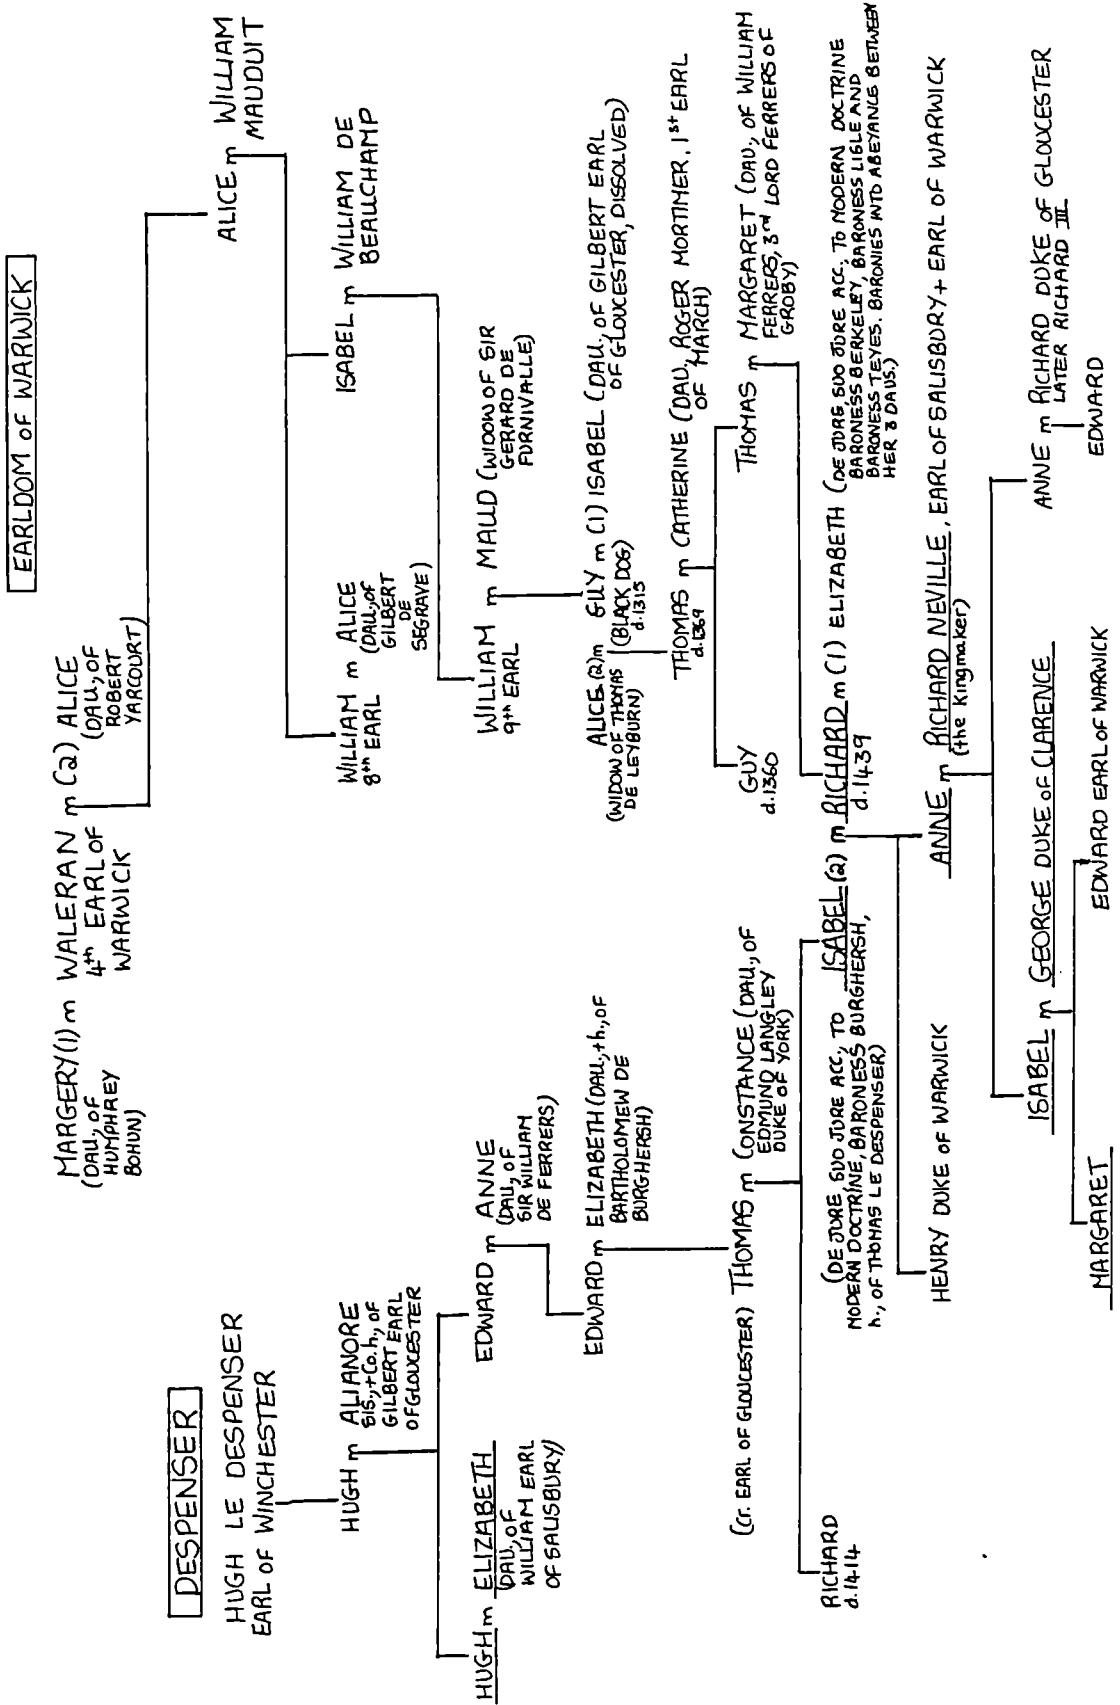 EARLDOM OF WARWICK
MARGERY (1) m WALERAN m (2) ALICE
(DAU., OF
HUMPHREY
BOHUN)
4th EARL OF
WARWICK
(DAU., OF
ROBERT
YARCOURT)
ALICE m WILLIAM
MAUDUIT
WILLIAM m ALICE
8th EARL
(DAU., OF
GILBERT
DE
SEGRAVE)
ISABEL m WILLIAM DE
BEAUCHAMP
WILLIAM m MAUD (WIDOW OF SIR
9th EARL
GERARD DE
FURNIVALLE)
ALICE (2) m GUY m (1) ISABEL (DAU., OF GILBERT EARL
(WIDOW OF THOMAS
DE LEYBURN)
(BLACK DOG)
d.1315
OF GLOUCESTER, DISSOLVED)
THOMAS m CATHERINE (DAU., ROGER MORTIMER, 1st EARL
d.1369
OF MARCH)
GUY
d.1360
THOMAS m MARGARET (DAU., OF WILLIAM
FERRERS, 3rd LORD FERRERS OF
GROBY)
DESPENSER
HUGH LE DESPENSER
EARL OF WINCHESTER
HUGH m ALIANORE
SIS., + Co.h., OF
GILBERT EARL
OF GLOUCESTER
HUGH m ELIZABETH
(DAU., OF
WILLIAM EARL
OF SALISBURY)
EDWARD m ANNE
(DAU., OF
SIR WILLIAM
DE FERRERS)
EDWARD m ELIZABETH (DAU., + h., OF
BARTHOLOMEW DE
BURGHERSH)
(Cr. EARL OF GLOUCESTER) THOMAS m CONSTANCE (DAU., OF
EDMUND LANGLEY
DUKE OF YORK)
RICHARD
d.1414
(DE JURE SUO JURE ACC., TO
MODERN DOCTRINE, BARONESS BURGHERSH,
h., OF THOMAS LE DESPENSER)
ISABEL (2) m RICHARD m (1) ELIZABETH (DE JURE, SUO JURE ACC., TO MODERN DOCTRINE
d.1439
BARONESS BERKELEY, BARONESS LISLE AND
BARONESS TEYES. BARONIES INTO ABEYANCE BETWEEN
HER 3 DAUS.)
HENRY DUKE OF WARWICK
ANNE m RICHARD NEVILLE, EARL OF SALISBURY + EARL OF WARWICK
(the Kingmaker)
ISABEL m GEORGE DUKE OF CLARENCE
ANNE m RICHARD DUKE OF GLOUCESTER
LATER RICHARD III
MARGARET
EDWARD EARL OF WARWICK
EDWARD